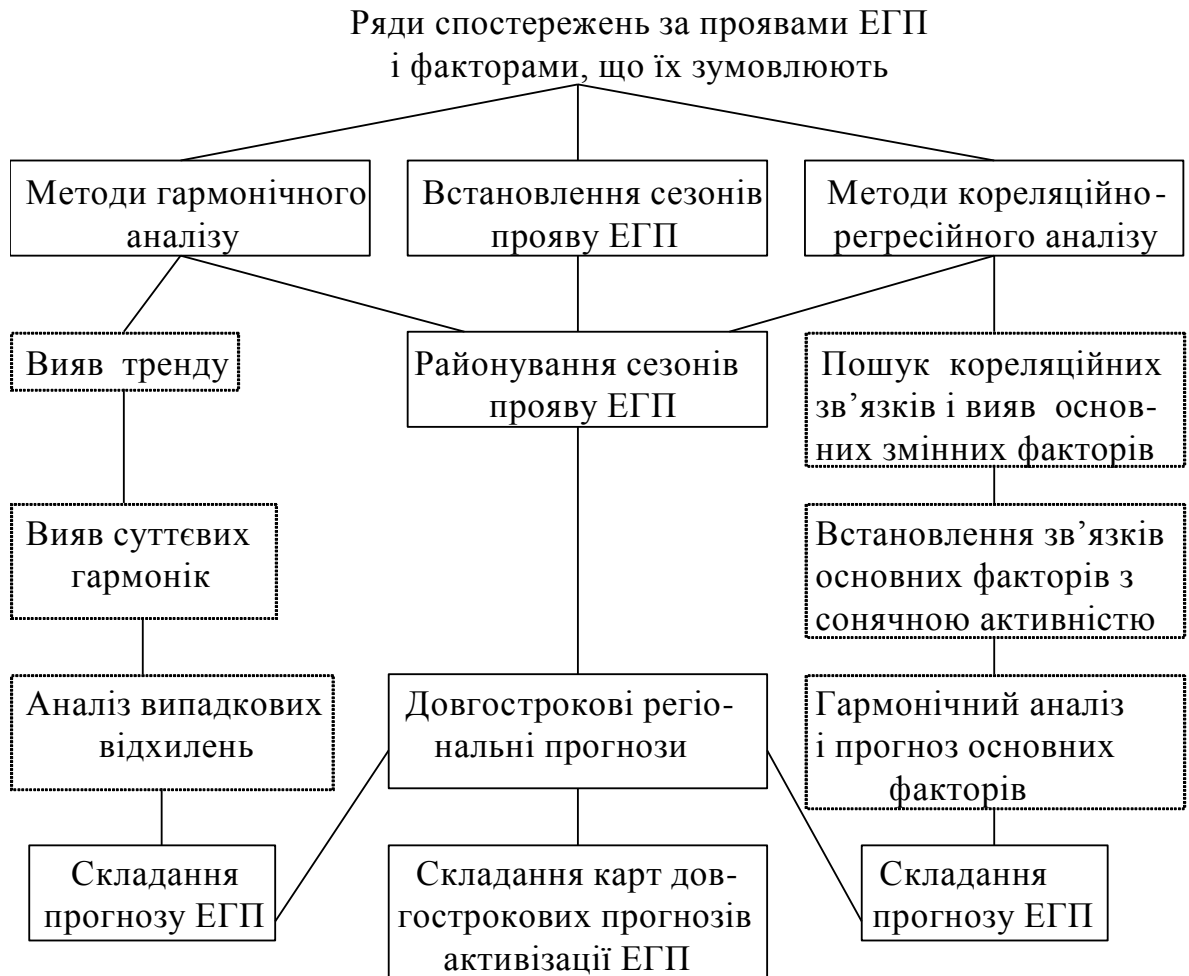 Ряди спостережень за проявами ЕГП
і факторами, що їх зумовлюють
Методи гармонічного
аналізу
Встановлення сезонів
прояву ЕГП
Методи кореляційно-
регресійного аналізу
Вияв тренду
Районування сезонів
прояву ЕГП
Пошук кореляційних
зв’язків і вияв основ-
них змінних факторів
Вияв суттєвих
гармонік
Встановлення зв’язків
основних факторів з
сонячною активністю
Аналіз випадкових
відхилень
Довгострокові регіо-
нальні прогнози
Гармонічний аналіз
і прогноз основних
факторів
Складання
прогнозу ЕГП
Складання карт дов-
гострокових прогнозів
активізації ЕГП
Складання
прогнозу ЕГП